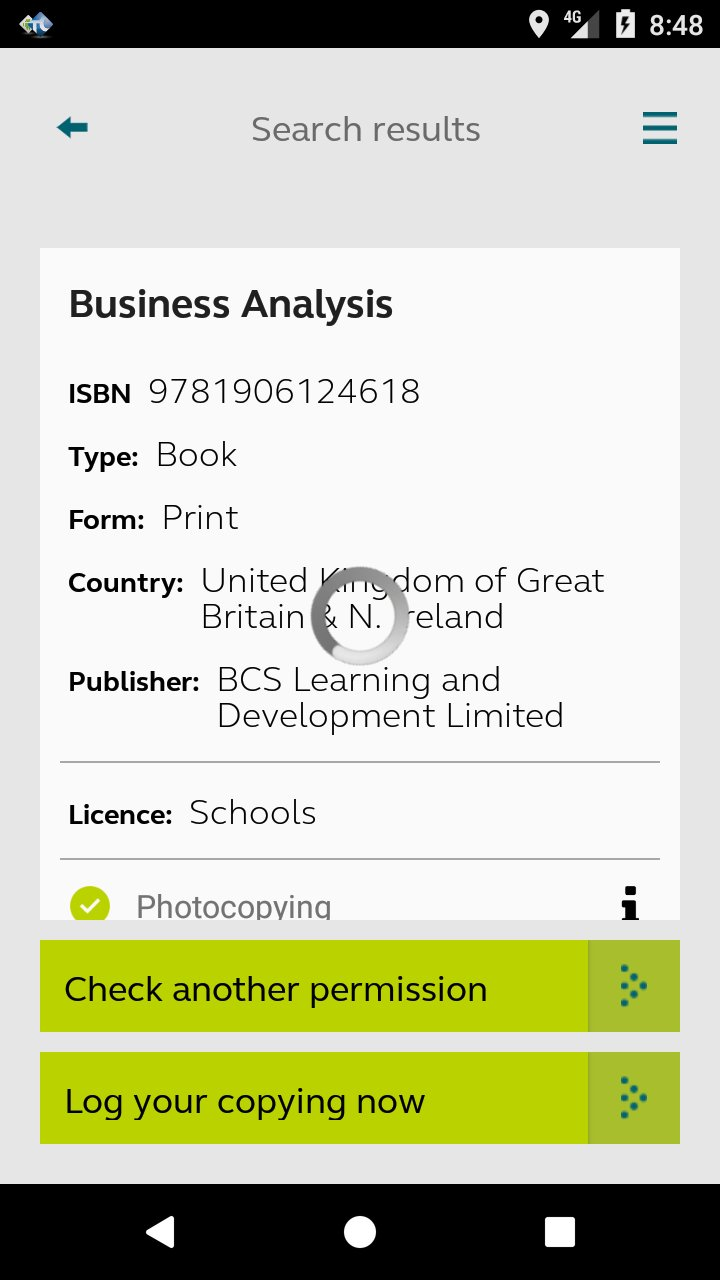 4G 8:48
Search results
Business Analysis
ISBN 9781906124618
Type: Book
Form: Print
Country: United Kingdom of Great
Britain & N. Ireland
Publisher: BCS Learning and
Development Limited
Licence: Schools
Photocopying
Check another permission
Log your copying now